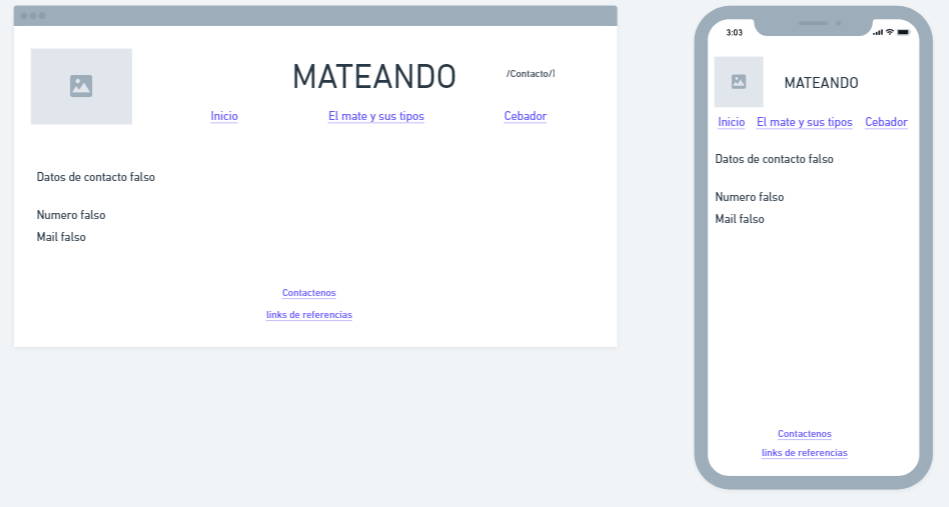 MATEANDO /Contacto/]
Inicio El mate y sus tipos Cebador
Datos de contacto falso
Numero falso
Mail falso
Contactenos
links de referencias
3:03
MATEANDO
Inicio El mate y sus tipos Cebador
Datos de contacto falso
Numero falso
Mail falso
Contactenos
links de referencias